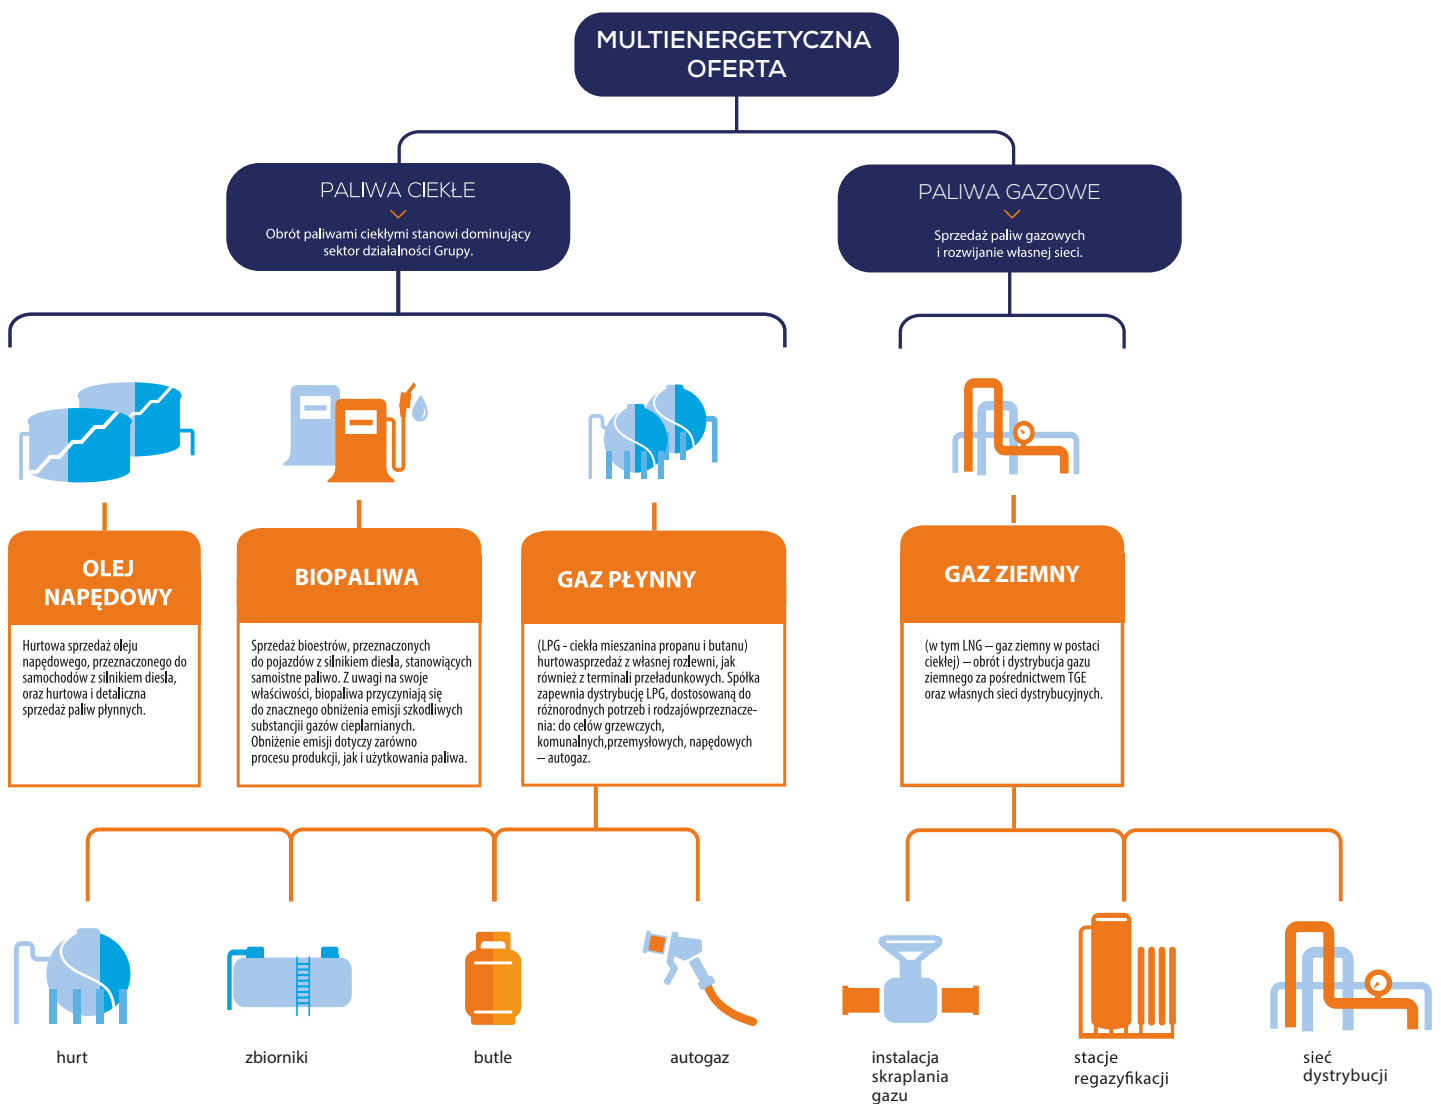 MULTIENERGETYCZNA
OFERTA
PALIWA CIEKŁE
Obrót paliwami ciekłymi stanowi dominujący
sektor działalności Grupy.
PALIWA GAZOWE
Sprzedaż paliw gazowych
i rozwijanie własnej sieci.
OLEJ
NAPĘDOWY
Hurtowa sprzedaż oleju
napędowego, przeznaczonego do
samochodów z silnikiem diesla,
oraz hurtowa i detaliczna
sprzedaż paliw płynnych.
BIOPALIWA
Sprzedaż bioestrów, przeznaczonych
do pojazdów z silnikiem diesla, stanowiących
samoistne paliwo. Z uwagi na swoje
właściwości, biopaliwa przyczyniają się
do znacznego obniżenia emisji szkodliwych
substancjii gazów cieplarnianych.
Obniżenie emisji dotyczy zarówno
procesu produkcji, jak i użytkowania paliwa.
GAZ PŁYNNY
(LPG - ciekła mieszanina propanu i butanu)
hurtowasprzedaż z własnej rozlewni, jak
również z terminali przeładunkowych. Spółka
zapewnia dystrybucję LPG, dostosowaną do
różnorodnych potrzeb i rodzajówprzeznacze-
nia: do celów grzewczych,
komunalnych,przemysłowych, napędowych
– autogaz.
GAZ ZIEMNY
(w tym LNG – gaz ziemny w postaci
ciekłej) – obrót i dystrybucja gazu
ziemnego za pośrednictwem TGE
oraz własnych sieci dystrybucyjnych.
hurt
zbiorniki
butle
autogaz
instalacja
skraplania
gazu
stacje
regazyfikacji
sieć
dystrybucji